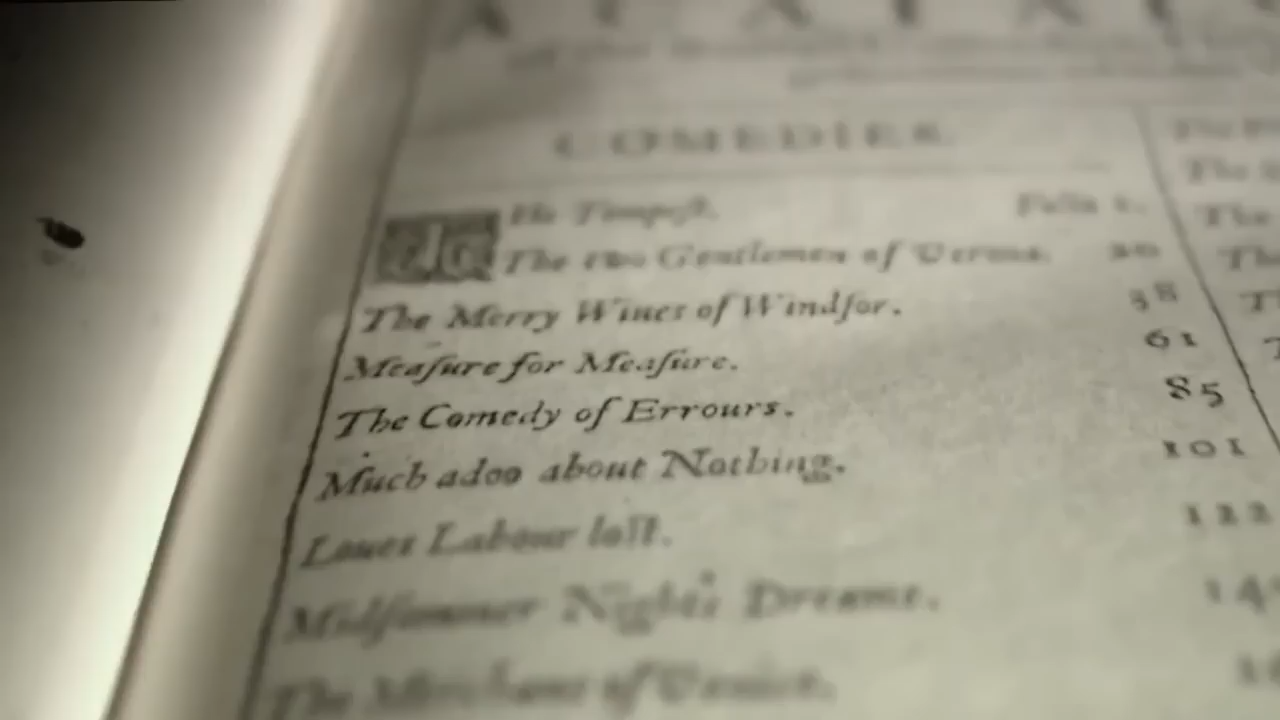 COMEDIES.
The Tempest. Folio 1.
The two Gentlemen of Verona. 20
The Merry Wiues of Windſor. 38
Meaſure for Meaſure. 61
The Comedy of Errours. 85
Much adoo about Nothing. 101
Loues Labour loſt. 122
Midſommer Nights Dreame.
The Merchant of Venice.